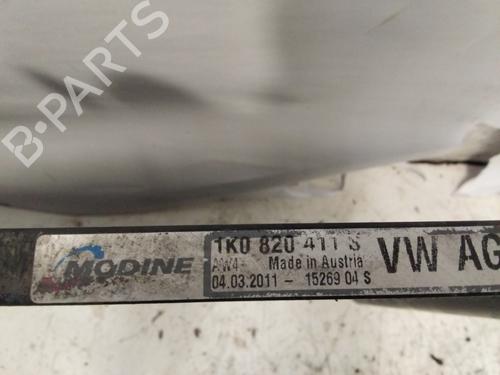 B-PARTS
MODINE
1K0 820 411 S
AW4 Made in Austria
04.03.2011 - 15269 04 S
VW AG